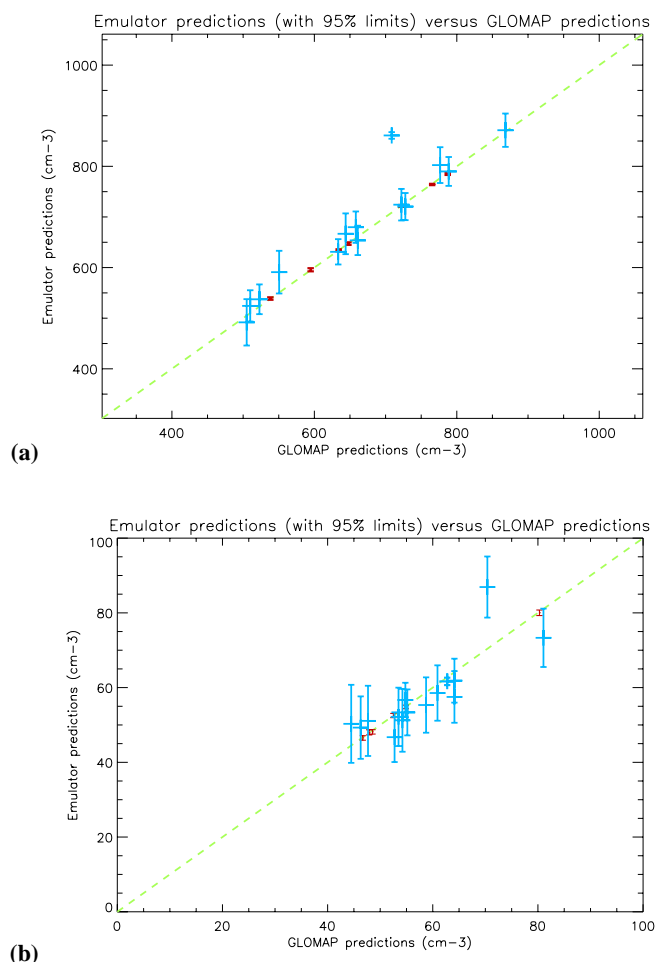 Emulator predictions (with 95% limits) versus GLOMAP predictions
1000
800
600
400
Emulator predictions (cm-3)
400 600 800 1000
GLOMAP predictions (cm-3)
(a)
Emulator predictions (with 95% limits) versus GLOMAP predictions
100
80
60
40
20
0
Emulator predictions (cm-3)
0 20 40 60 80 100
GLOMAP predictions (cm-3)
(b)